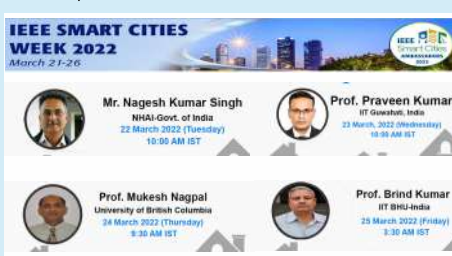 IEEE SMART CITIES
WEEK 2022
March 21-26
IEEE
Smart Cities
AMBASSADORS
2022
Mr. Nagesh Kumar Singh
NHAI-Govt. of India
22 March 2022 (Tuesday)
10:00 AM IST
Prof. Praveen Kumar
IIT Guwahati, India
23 March, 2022 (Wednesday)
10:00 AM IST
Prof. Mukesh Nagpal
University of British Columbia
24 March 2022 (Thursday)
9:30 AM IST
Prof. Brind Kumar
IIT BHU-India
25 March 2022 (Friday)
3:30 AM IST